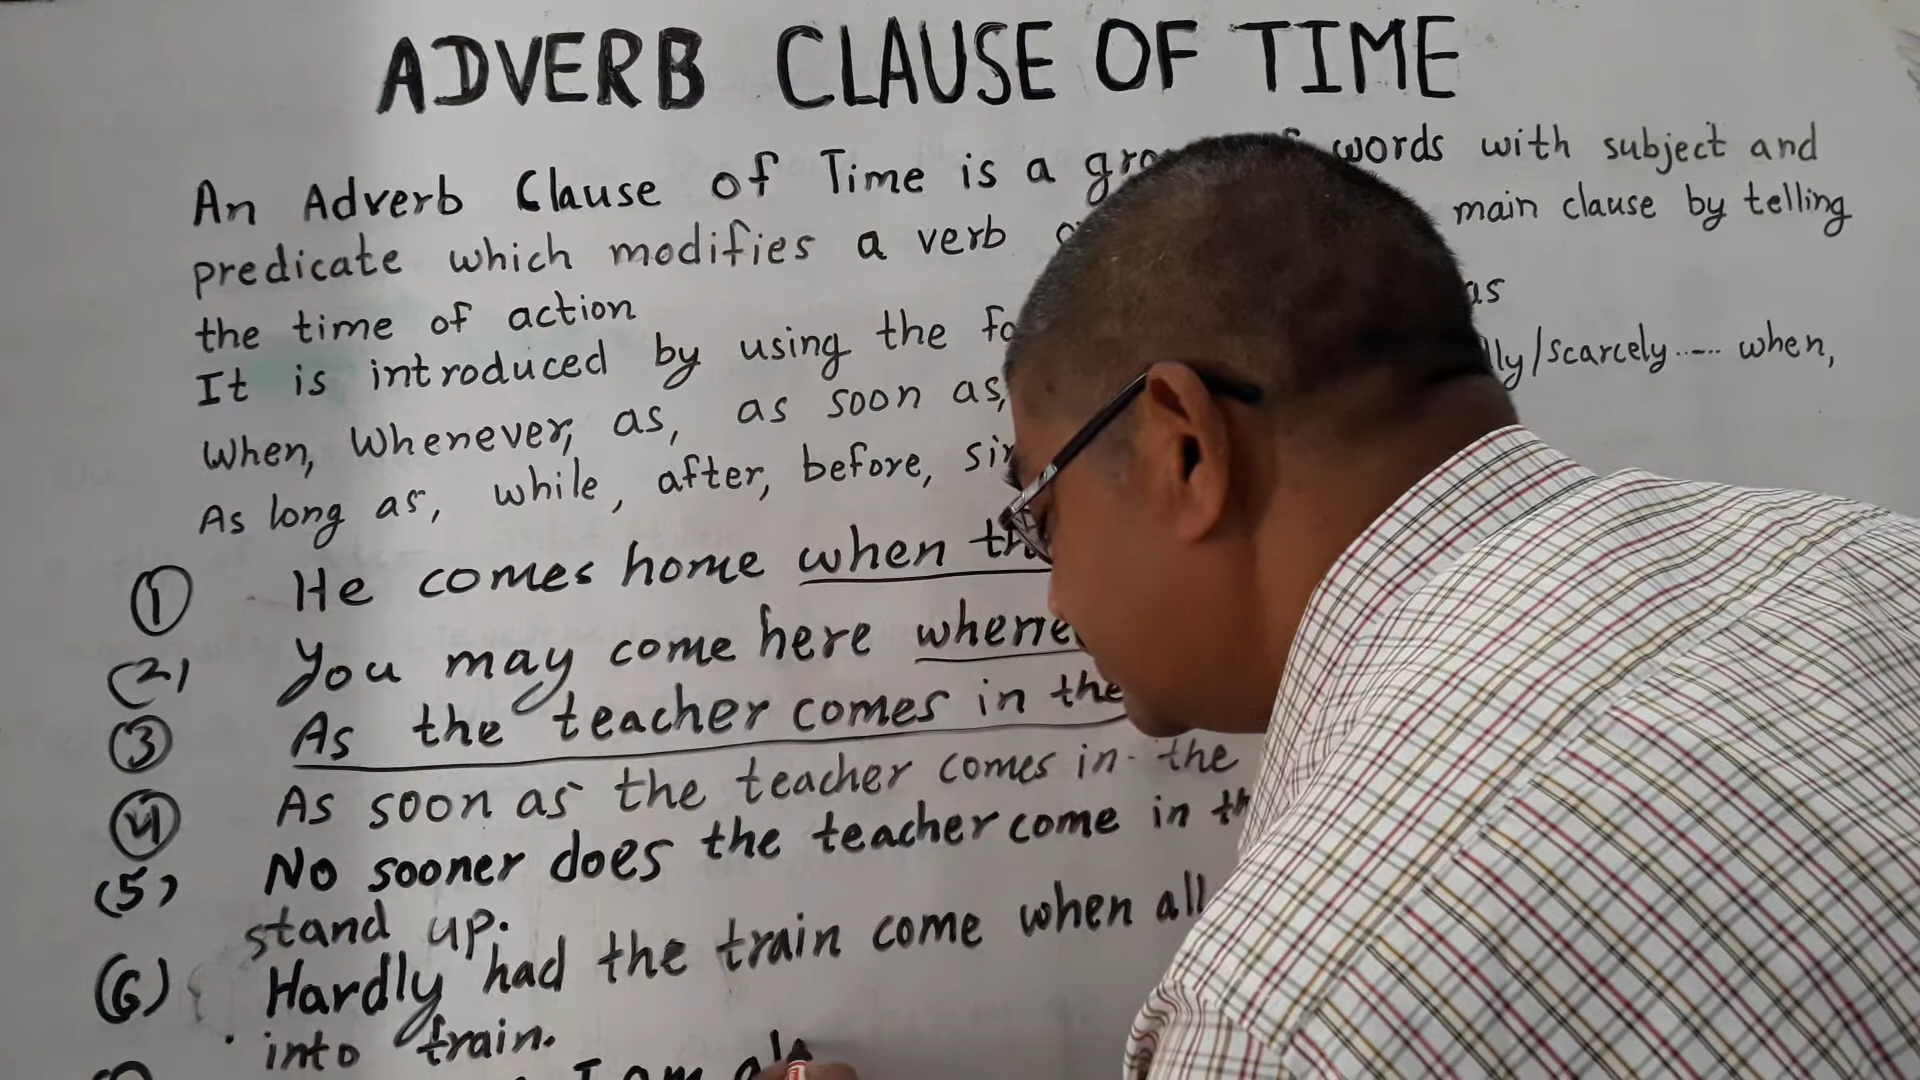 ADVERB CLAUSE OF TIME
An Adverb Clause of Time is a words with subject and
predicate which modifies a verb main clause by telling
the time of action
It is introduced by using the as
When, Whenever, as, as soon as, /scarcely ..... when,
As long as, while, after, before,
① He comes home when
(2) You may come here
③ As the teacher comes in the
④ As soon as the teacher comes in the
(5) No sooner does the teacher come in
stand up.
(6) Hardly had the train come when all
into train.
I am